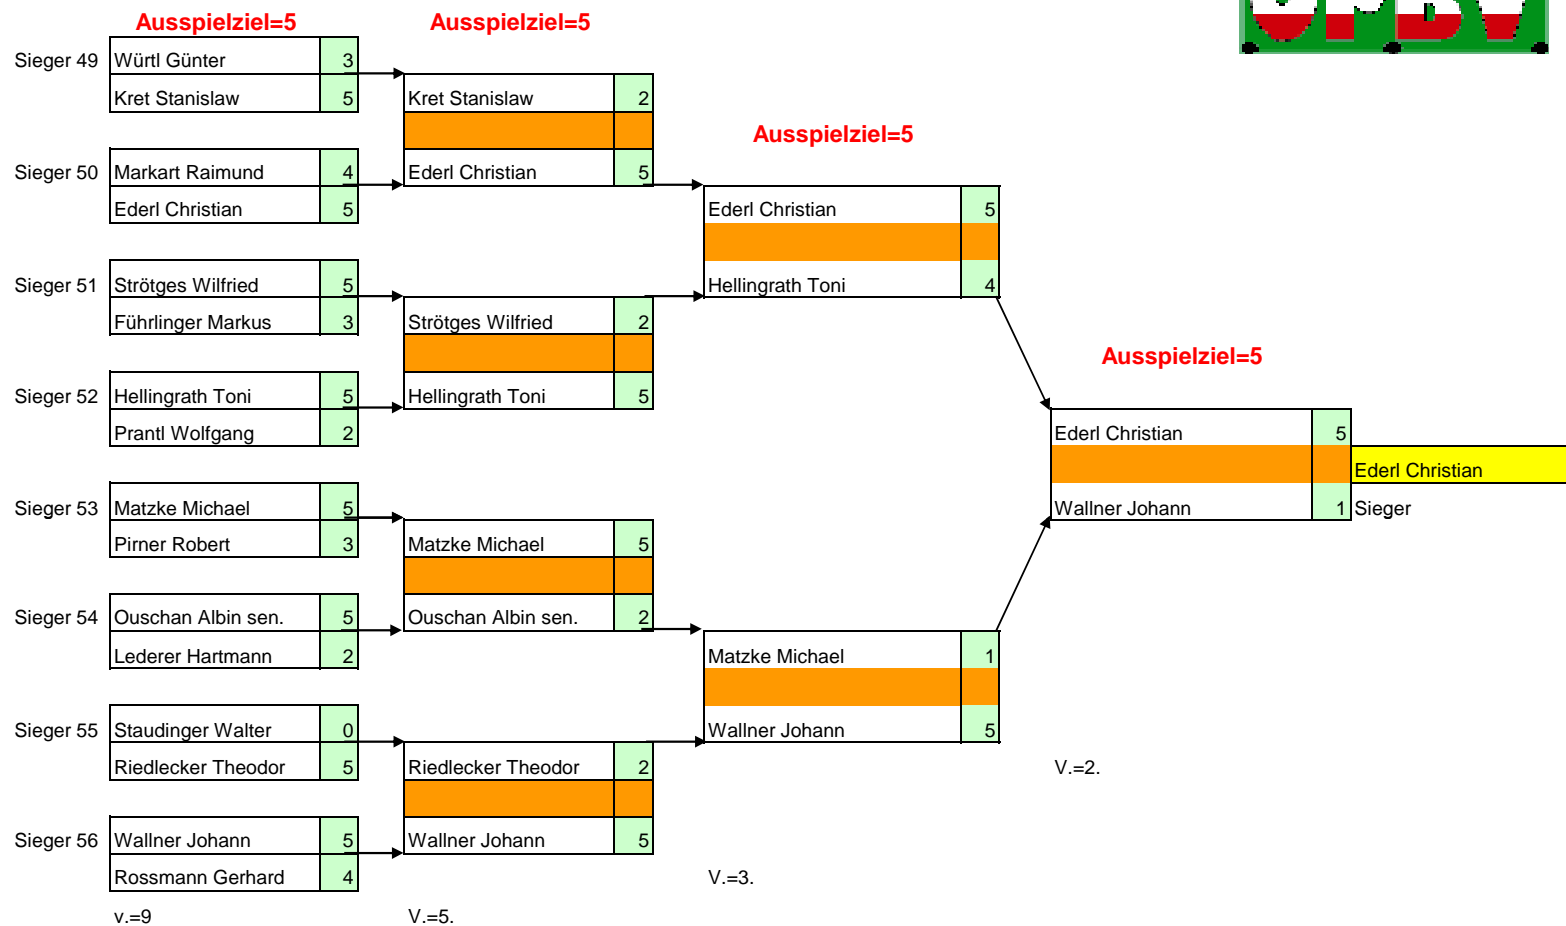 Ausspielziel=5 Ausspielziel=5
Sieger 49 Würtl Günter 3
Kret Stanislaw 5 Kret Stanislaw 2
Ausspielziel=5
Sieger 50 Markart Raimund 4 Ederl Christian 5
Ederl Christian 5 Ederl Christian 5
Sieger 51 Strötges Wilfried 5 Hellingrath Toni 4
Führlinger Markus 3 Strötges Wilfried 2
Ausspielziel=5
Sieger 52 Hellingrath Toni 5 Hellingrath Toni 5
Prantl Wolfgang 2 Ederl Christian 5
Ederl Christian
Sieger 53 Matzke Michael 5 Wallner Johann 1 Sieger
Pirner Robert 3 Matzke Michael 5
Sieger 54 Ouschan Albin sen. 5 Ouschan Albin sen. 2
Lederer Hartmann 2 Matzke Michael 1
Sieger 55 Staudinger Walter 0 Wallner Johann 5
Riedlecker Theodor 5 Riedlecker Theodor 2 V.=2.
Sieger 56 Wallner Johann 5 Wallner Johann 5
Rossmann Gerhard 4 V.=3.
v.=9 V.=5.